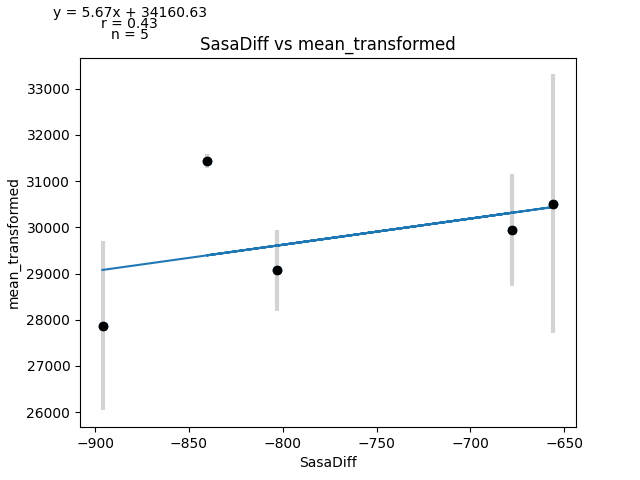 y = 5.67x + 34160.63
r = 0.43
n = 5
SasaDiff vs mean_transformed
33000
32000
31000
30000
29000
28000
27000
26000
mean_transformed
−900
−850
−800
−750
−700
−650
SasaDiff